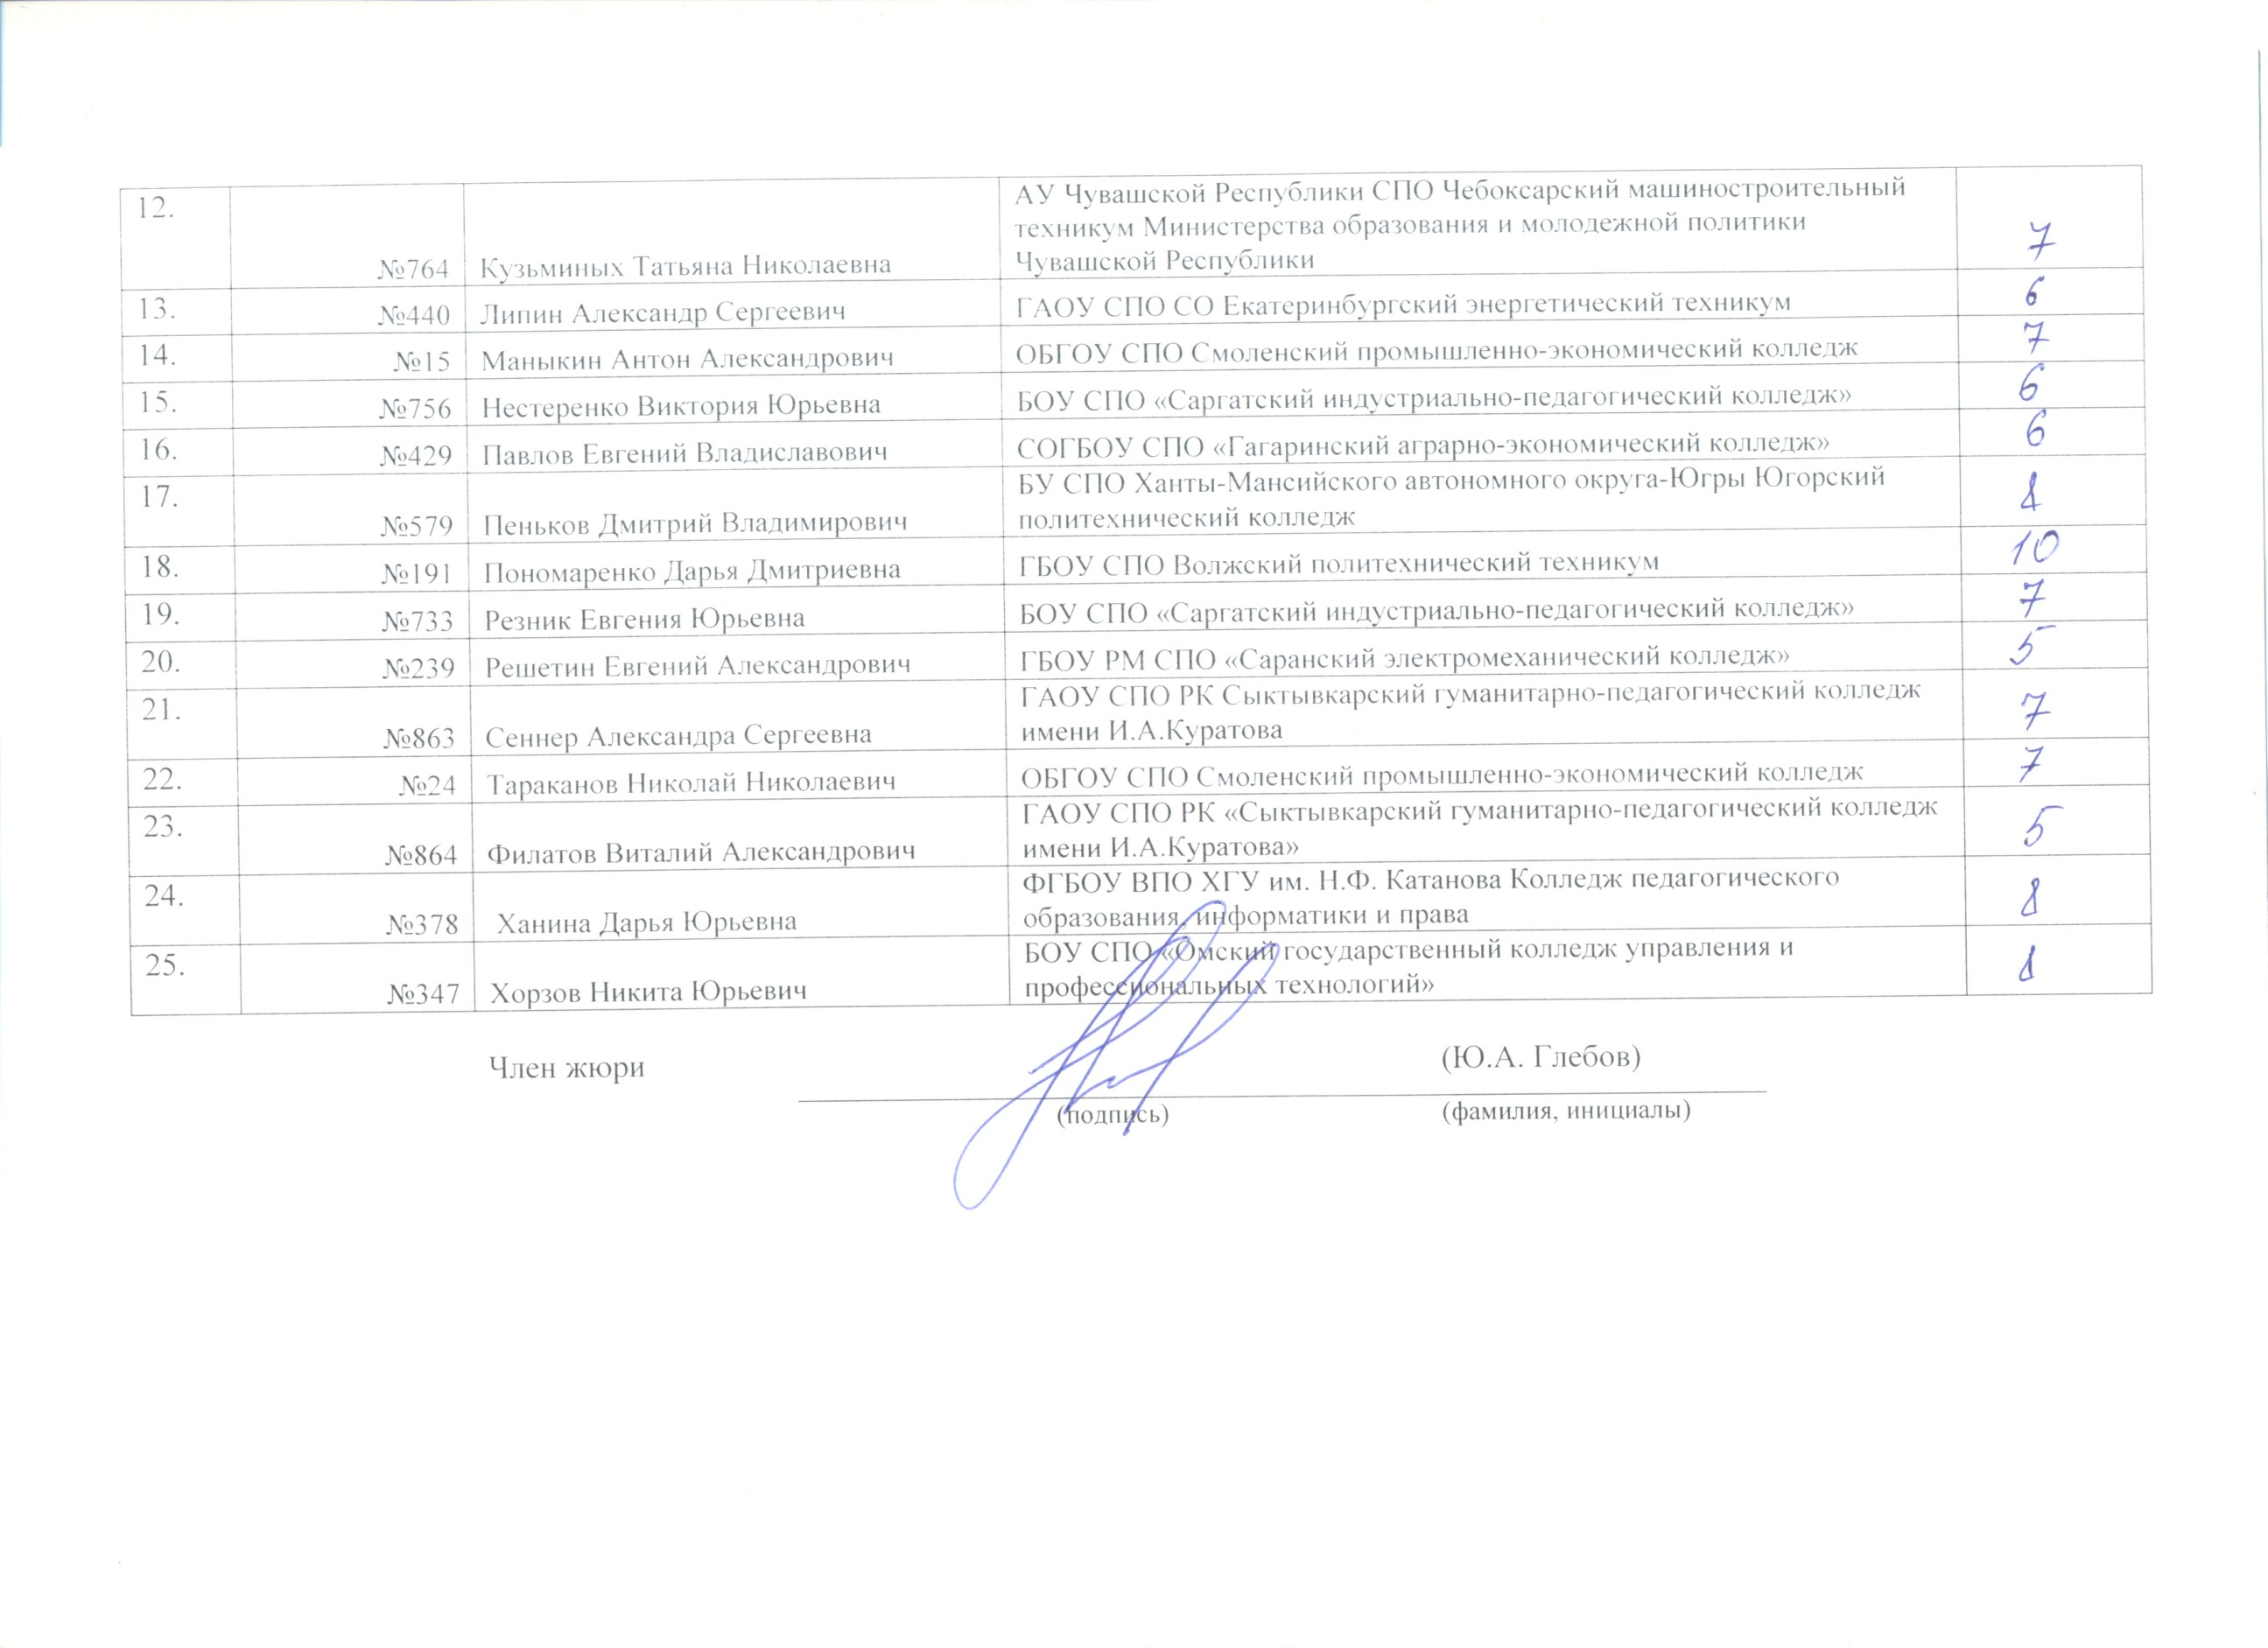 12. АУ Чувашской Республики СПО Чебоксарский машиностроительный
техникум Министерства образования и молодежной политики
№764 Кузьминых Татьяна Николаевна Чувашской Республики 7
13. №440 Липин Александр Сергеевич ГАОУ СПО СО Екатеринбургский энергетический техникум 6
14. №15 Маныкин Антон Александрович ОБГОУ СПО Смоленский промышленно-экономический колледж 7
15. №756 Нестеренко Виктория Юрьевна БОУ СПО «Саргатский индустриально-педагогический колледж» 6
16. №429 Павлов Евгений Владиславович СОГБОУ СПО «Гагаринский аграрно-экономический колледж» 6
17. БУ СПО Ханты-Мансийского автономного округа-Югры Югорский
№579 Пеньков Дмитрий Владимирович политехнический колледж 8
18. №191 Пономаренко Дарья Дмитриевна ГБОУ СПО Волжский политехнический техникум 10
19. №733 Резник Евгения Юрьевна БОУ СПО «Саргатский индустриально-педагогический колледж» 7
20. №239 Решетин Евгений Александрович ГБОУ РМ СПО «Саранский электромеханический колледж» 5
21. ГАОУ СПО РК Сыктывкарский гуманитарно-педагогический колледж
№863 Сеннер Александра Сергеевна имени И.А.Куратова 7
22. №24 Тараканов Николай Николаевич ОБГОУ СПО Смоленский промышленно-экономический колледж 7
23. ГАОУ СПО РК «Сыктывкарский гуманитарно-педагогический колледж
№864 Филатов Виталий Александрович имени И.А.Куратова» 5
24. ФГБОУ ВПО ХГУ им. Н.Ф. Катанова Колледж педагогического
№378 Ханина Дарья Юрьевна образования, информатики и права 8
25. БОУ СПО «Омский государственный колледж управления и
№347 Хорзов Никита Юрьевич профессиональных технологий» 8
Член жюри (Ю.А. Глебов)
(подпись) (фамилия, инициалы)